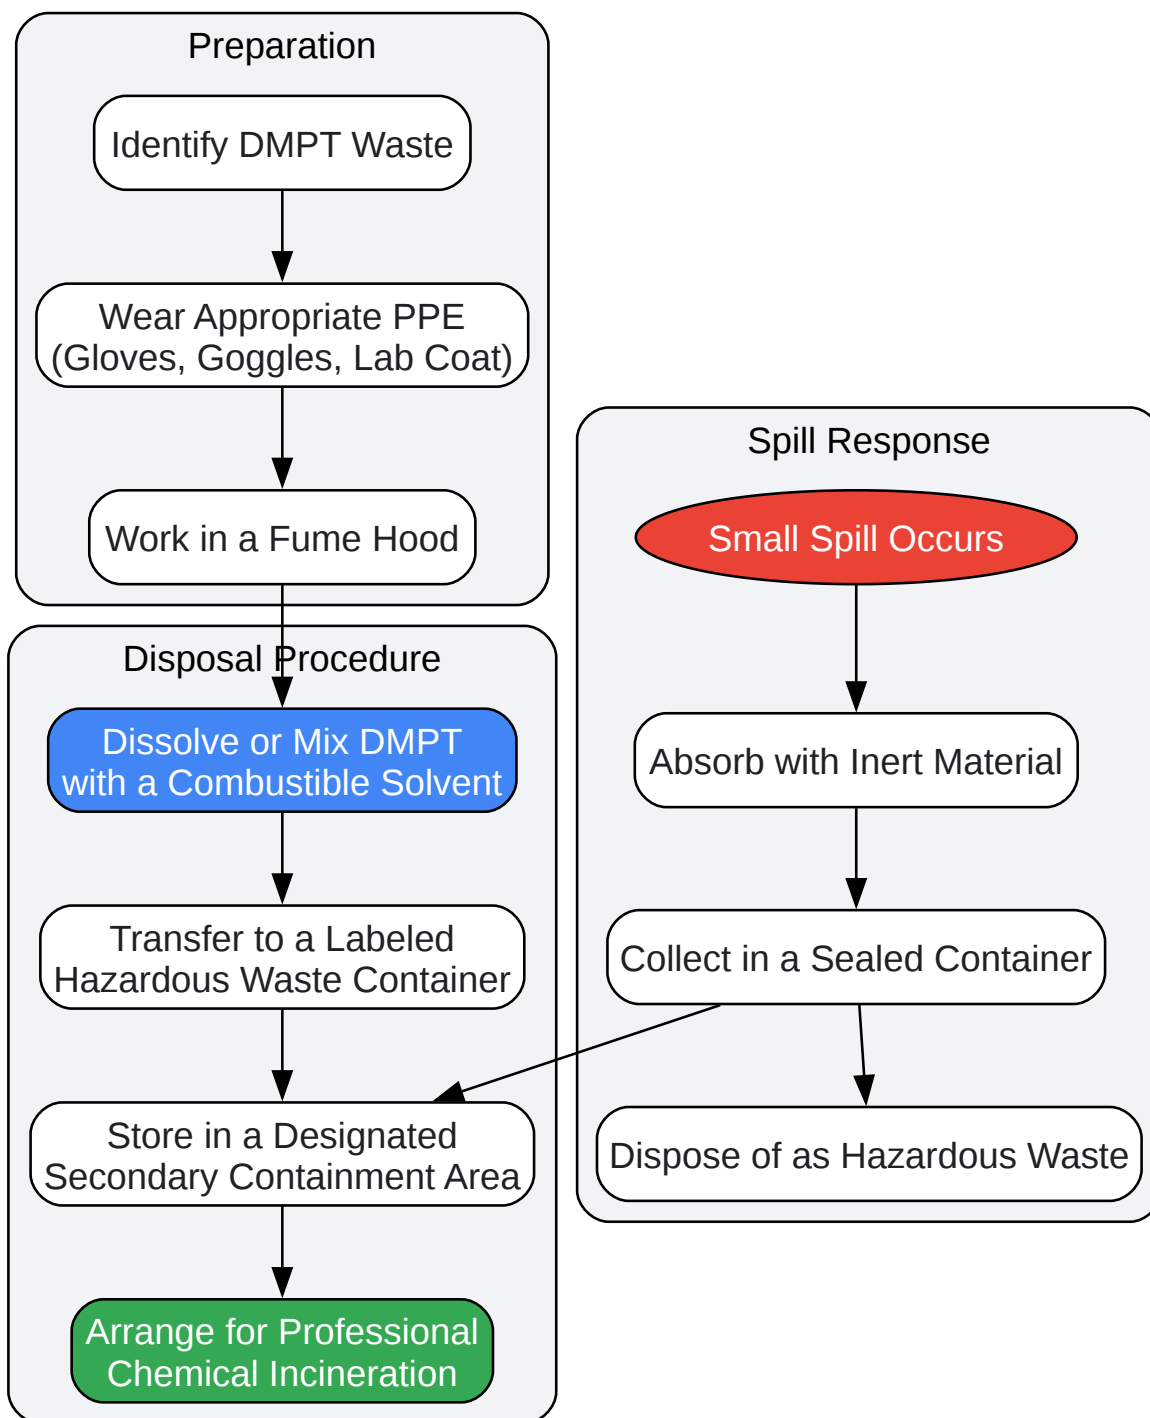 Preparation
Identify DMPT Waste
Wear Appropriate PPE
(Gloves, Goggles, Lab Coat)
Work in a Fume Hood
Disposal Procedure
Dissolve or Mix DMPT
with a Combustible Solvent
Transfer to a Labeled
Hazardous Waste Container
Store in a Designated
Secondary Containment Area
Arrange for Professional
Chemical Incineration
Spill Response
Small Spill Occurs
Absorb with Inert Material
Collect in a Sealed Container
Dispose of as Hazardous Waste